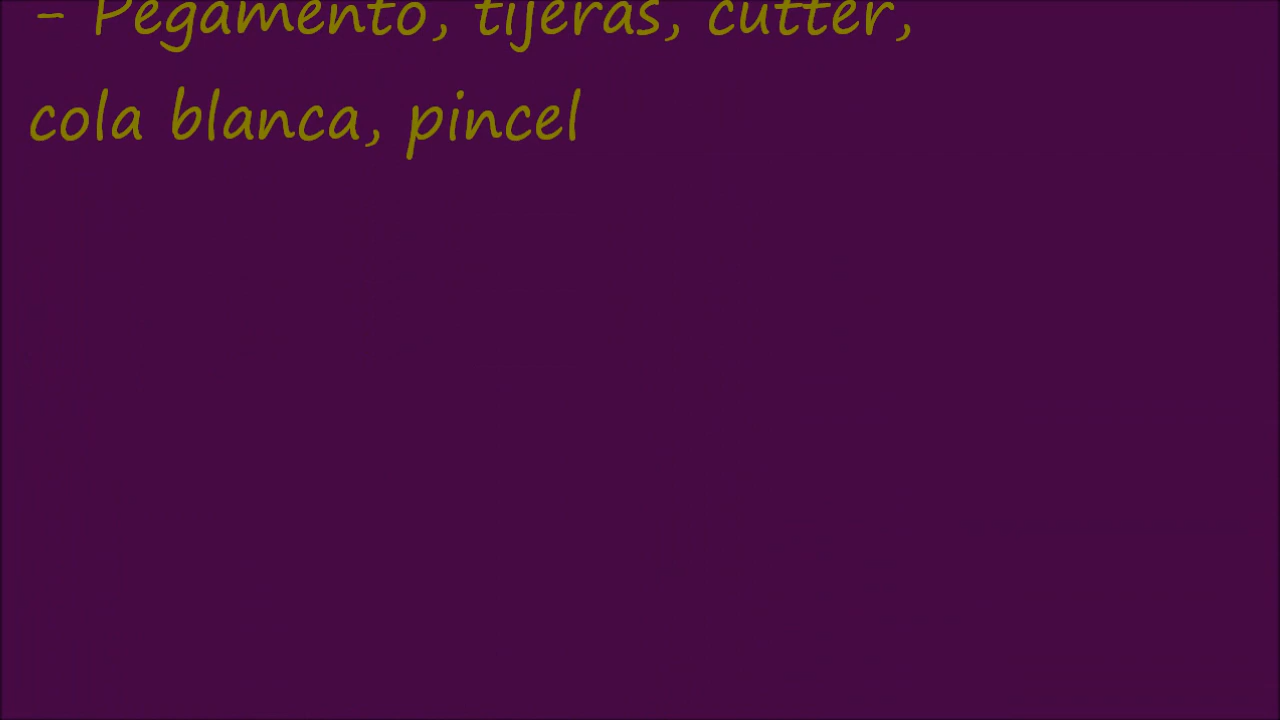 - Pegamento, tijeras, cutter,
cola blanca, pincel